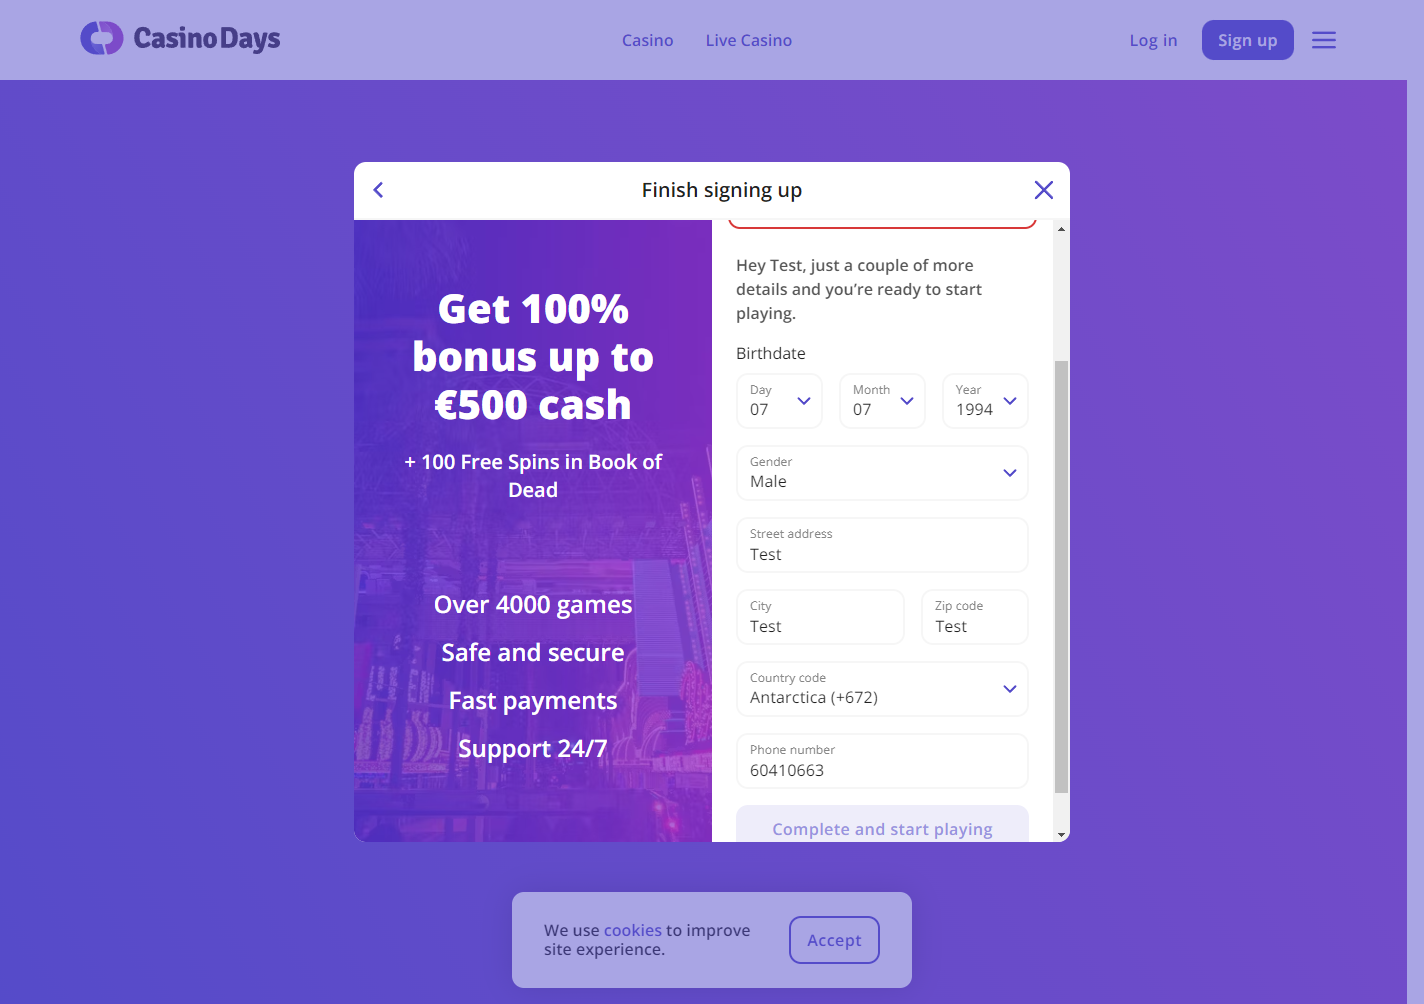 CasinoDays
Casino
Live Casino
Log in
Sign up
Finish signing up
Get 100%
bonus up to
€500 cash
+ 100 Free Spins in Book of
Dead
Over 4000 games
Safe and secure
Fast payments
Support 24/7
Hey Test, just a couple of more
details and you’re ready to start
playing.
Birthdate
Day
07
Month
07
Year
1994
Gender
Male
Street address
Test
City
Test
Zip code
Test
Country code
Antarctica (+672)
Phone number
60410663
Complete and start playing
We use cookies to improve
site experience.
Accept